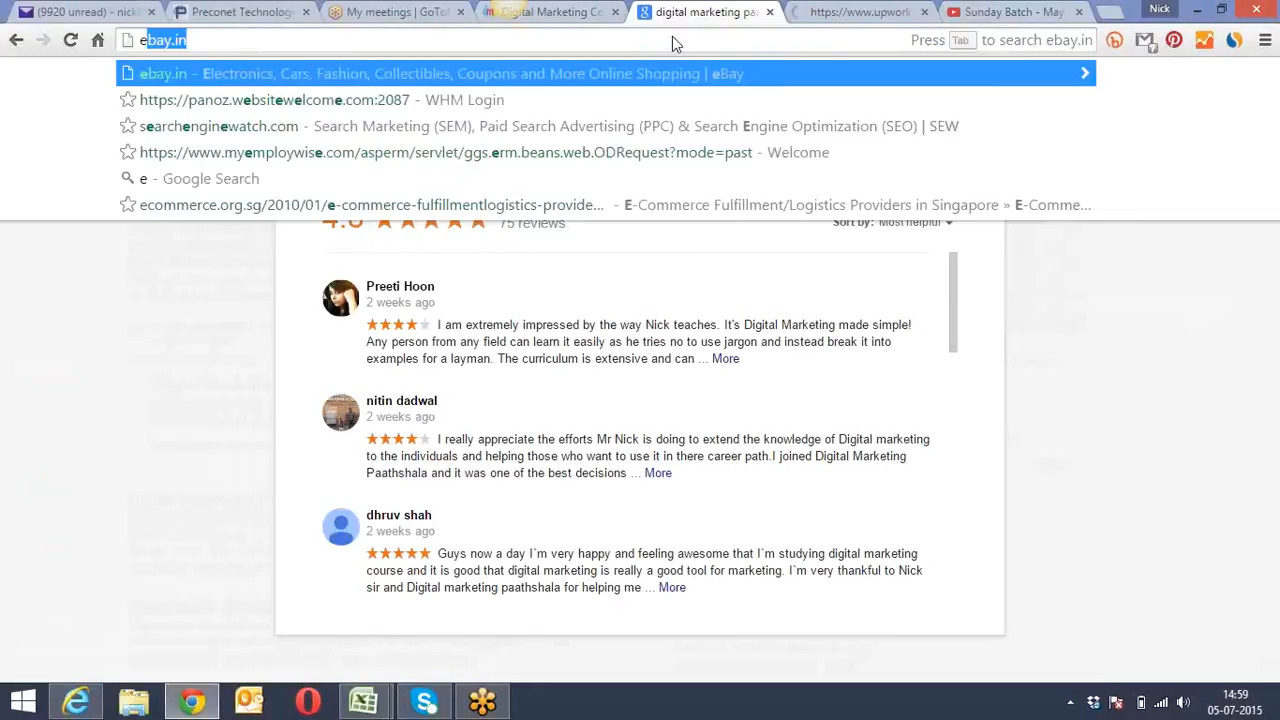 (9920 unread) - nickf
Preconet Technolog
My meetings | GoTo
Digital Marketing Co
digital marketing paa
https://www.upwork
Sunday Batch - May
Nick
ebay.in
Press Tab to search ebay.in
ebay.in - Electronics, Cars, Fashion, Collectibles, Coupons and More Online Shopping | eBay
https://panoz.websitewelcome.com:2087 - WHM Login
searchenginewatch.com - Search Marketing (SEM), Paid Search Advertising (PPC) & Search Engine Optimization (SEO) | SEW
https://www.myemploywise.com/asperm/servlet/ggs.erm.beans.web.ODRequest?mode=past - Welcome
e - Google Search
ecommerce.org.sg/2010/01/e-commerce-fulfillmentlogistics-provide... - E-Commerce Fulfillment/Logistics Providers in Singapore » E-Comme...
4.8 75 reviews
Sort by: Most helpful
Preeti Hoon
2 weeks ago
I am extremely impressed by the way Nick teaches. It's Digital Marketing made simple!
Any person from any field can learn it easily as he tries no to use jargon and instead break it into
examples for a layman. The curriculum is extensive and can ... More
nitin dadwal
2 weeks ago
I really appreciate the efforts Mr Nick is doing to extend the knowledge of Digital marketing
to the individuals and helping those who want to use it in there career path.I joined Digital Marketing
Paathshala and it was one of the best decisions ... More
dhruv shah
2 weeks ago
Guys now a day I`m very happy and feeling awesome that I`m studying digital marketing
course and it is good that digital marketing is really a good tool for marketing. I`m very thankful to Nick
sir and Digital marketing paathshala for helping me ... More
14:59
05-07-2015